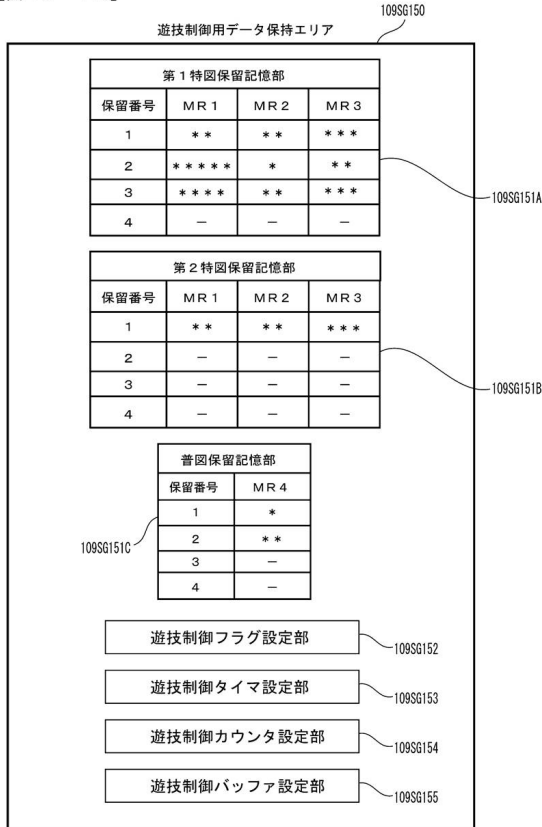 109SG150
遊技制御用データ保持エリア
第1特図保留記憶部
保留番号 MR1 MR2 MR3
1 ** ** ***
2 ***** * **
3 **** ** ***
4 － － －
109SG151A
第2特図保留記憶部
保留番号 MR1 MR2 MR3
1 ** ** ***
2 － － －
3 － － －
4 － － －
109SG151B
普図保留記憶部
保留番号 MR4
1 *
2 **
3 －
4 －
109SG151C
遊技制御フラグ設定部
109SG152
遊技制御タイマ設定部
109SG153
遊技制御カウンタ設定部
109SG154
遊技制御バッファ設定部
109SG155